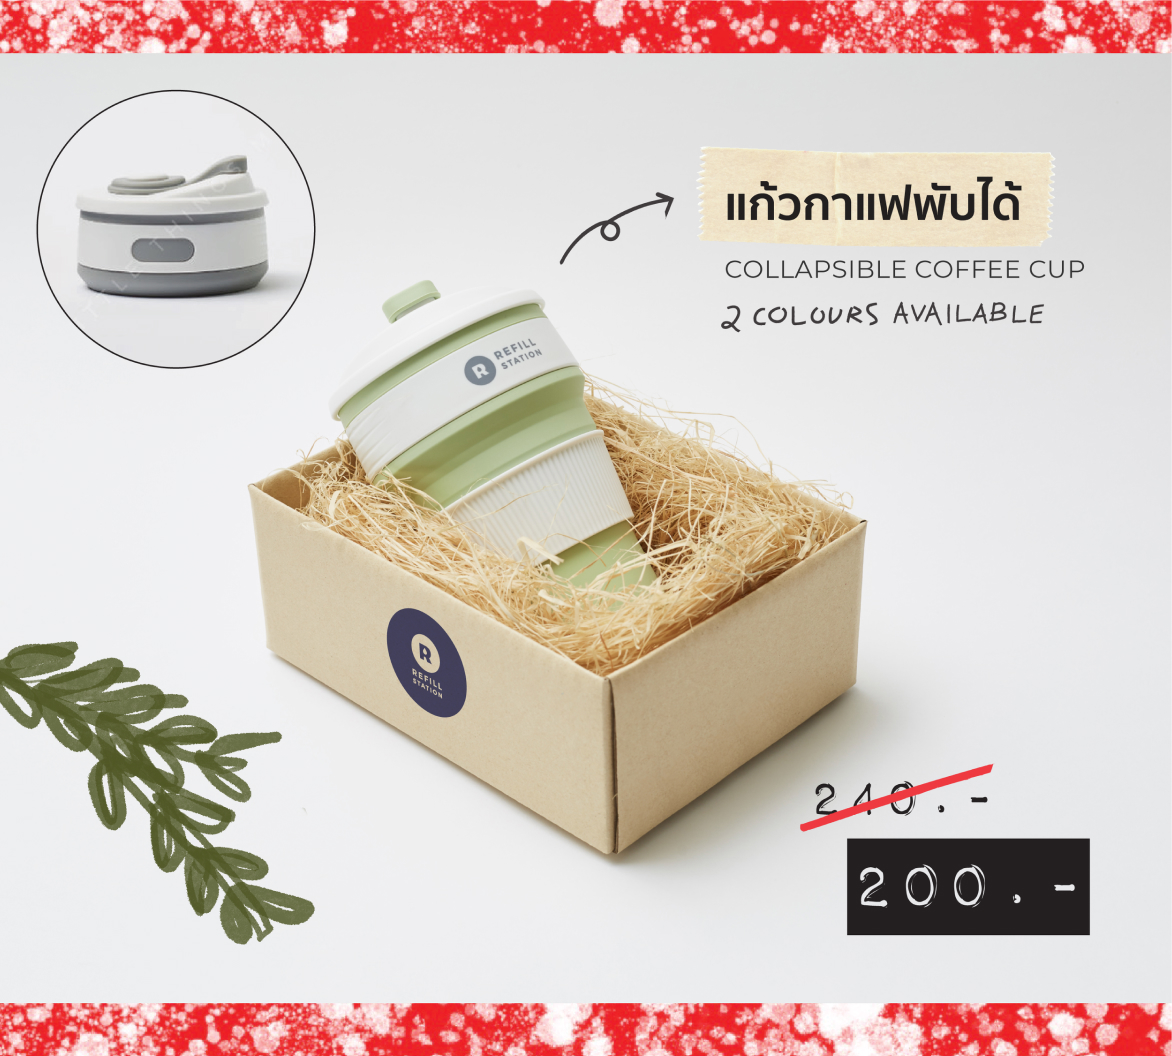 แก้วกาแฟพับได้
COLLAPSIBLE COFFEE CUP
2 COLOURS AVAILABLE
R REFILL
STATION
R
REFILL
STATION
240.-
200.-